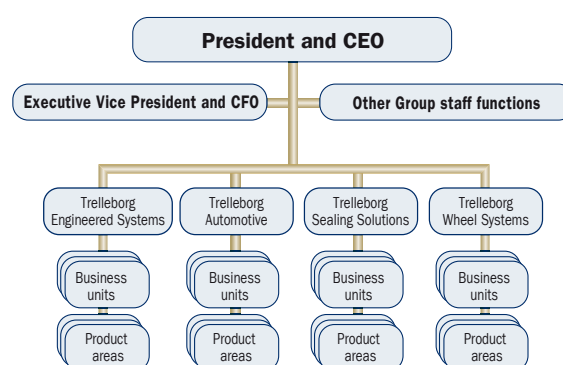 President and CEO
Executive Vice President and CFO
Other Group staff functions
Trelleborg
Engineered Systems
Trelleborg
Automotive
Trelleborg
Sealing Solutions
Trelleborg
Wheel Systems
Business
units
Business
units
Business
units
Business
units
Product
areas
Product
areas
Product
areas
Product
areas